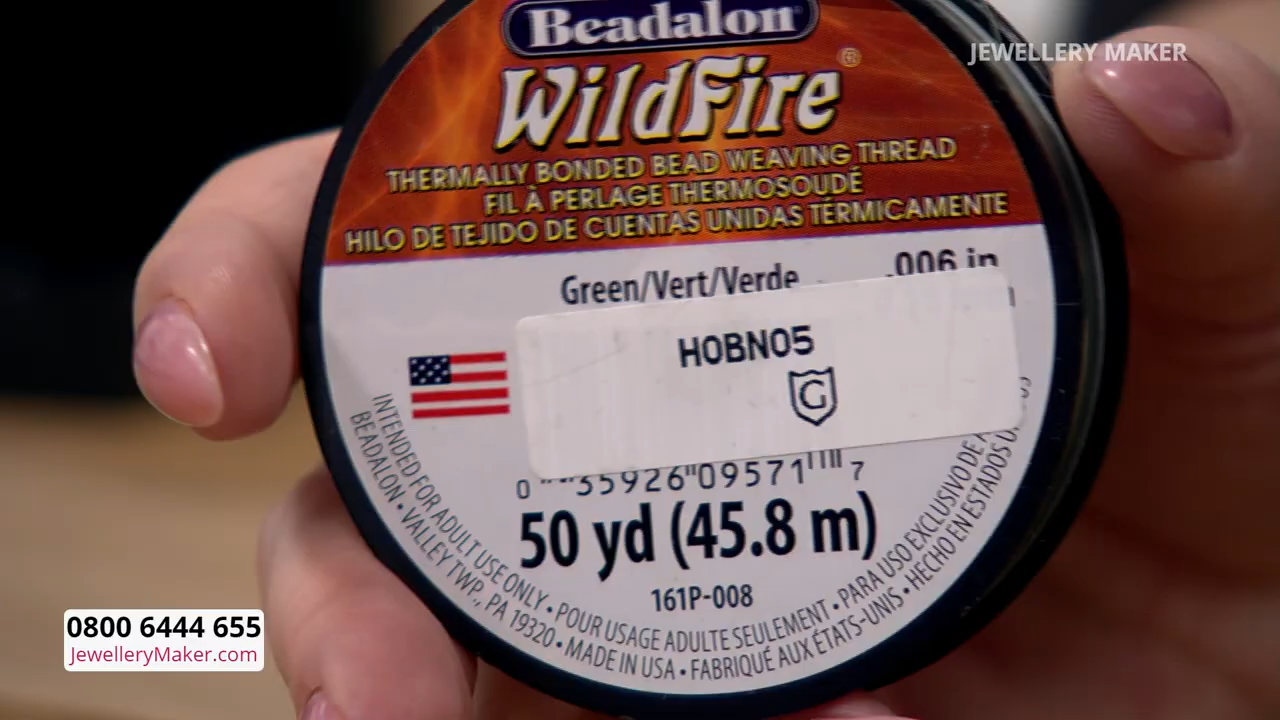 Beadalon®
JEWELLERY MAKER
WildFire®
THERMALLY BONDED BEAD WEAVING THREAD
FIL À PERLAGE THERMOSOUDÉ
HILO DE TEJIDO DE CUENTAS UNIDAS TÉRMICAMENTE
Green/Vert/Verde
.006 in
H0BN05
G
0 35926 09571 7
50 yd (45.8 m)
161P-008
INTENDED FOR ADULT USE ONLY • POUR USAGE ADULTE SEULEMENT • PARA USO EXCLUSIVO DE
BEADALON • VALLEY TWP., PA 19320 • MADE IN USA • FABRIQUÉ AUX ÉTATS-UNIS • HECHO EN ESTADOS
0800 6444 655
JewelleryMaker.com